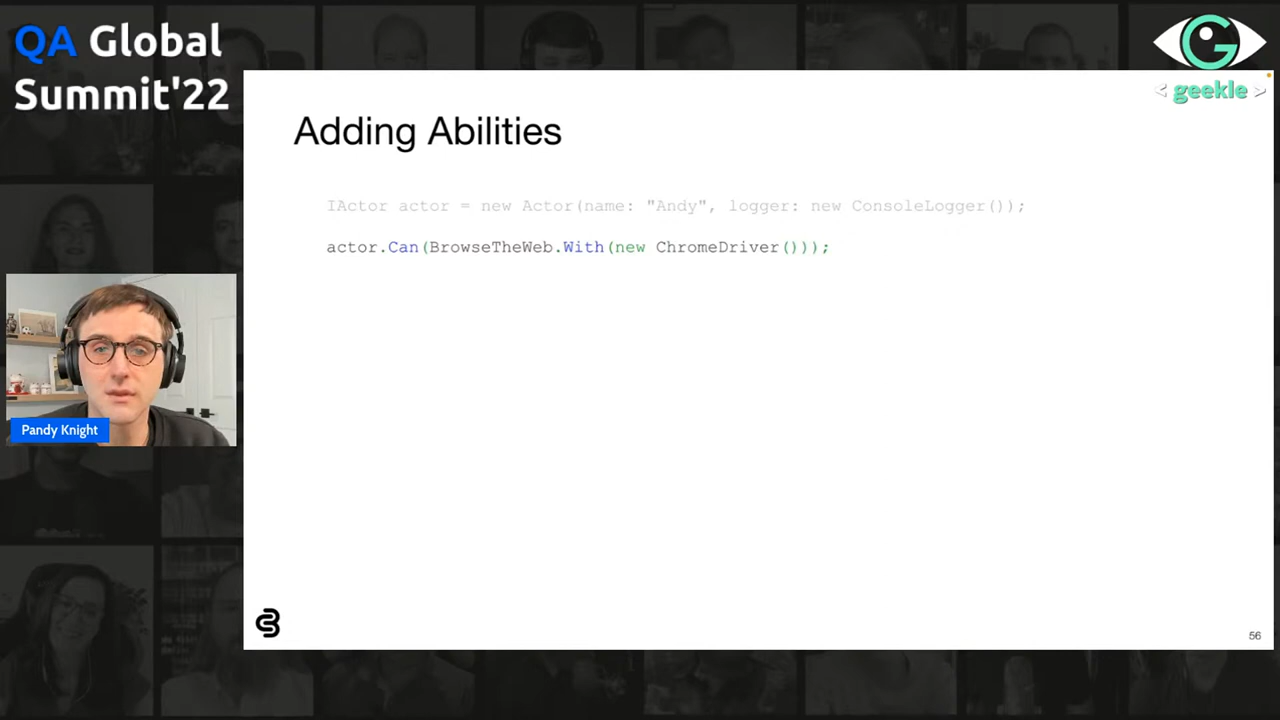 QA Global
Summit'22
< geekle >
Adding Abilities
IActor actor = new Actor(name: "Andy", logger: new ConsoleLogger());
actor.Can(BrowseTheWeb.With(new ChromeDriver()));
Pandy Knight
56